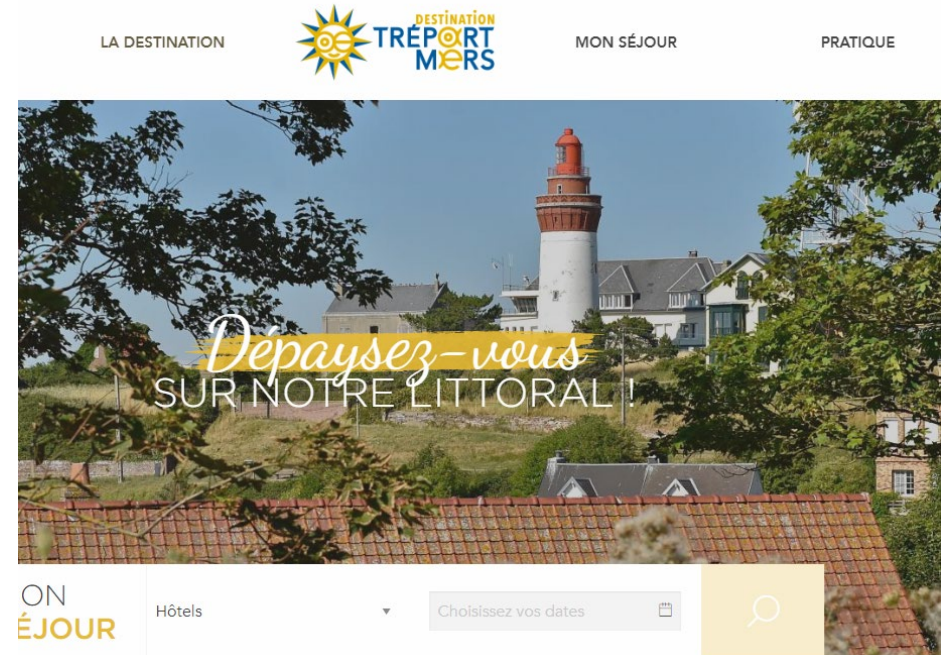 LA DESTINATION
DESTINATION
TRÉPORT
MERS
MON SÉJOUR
PRATIQUE
Dépaysez-vous
SUR NOTRE LITTORAL !
ON
ÉJOUR
Hôtels
Choisissez vos dates